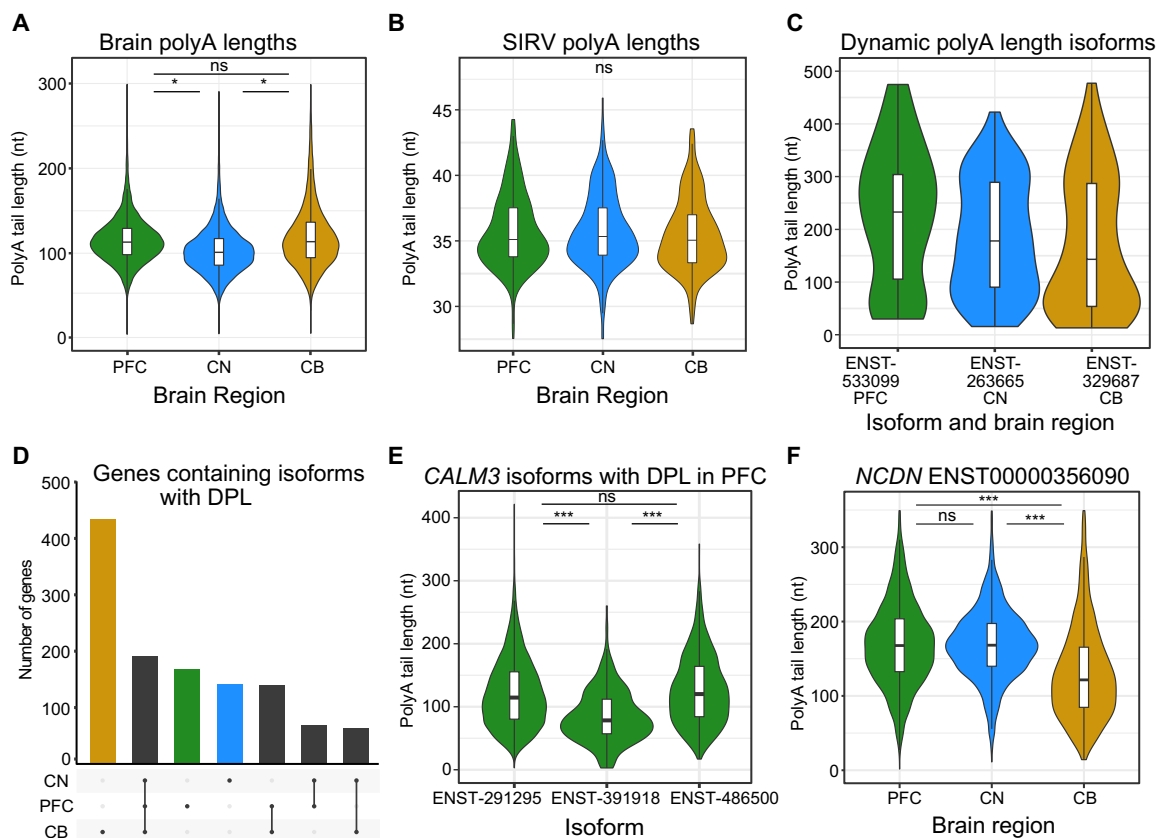 A
Brain polyA lengths
ns
*
*
300
200
100
0
PolyA tail length (nt)
PFC
CN
CB
Brain Region
B
SIRV polyA lengths
ns
45
40
35
30
PolyA tail length (nt)
PFC
CN
CB
Brain Region
C
Dynamic polyA length isoforms
500
400
300
200
100
0
PolyA tail length (nt)
ENST-
533099
PFC
ENST-
263665
CN
ENST-
329687
CB
Isoform and brain region
D
Genes containing isoforms
with DPL
500
400
300
200
100
0
Number of genes
CN
PFC
CB
E
CALM3 isoforms with DPL in PFC
ns
***
***
400
300
200
100
0
PolyA tail length (nt)
ENST-291295
ENST-391918
ENST-486500
Isoform
F
NCDN ENST00000356090
***
ns
***
300
200
100
0
PolyA tail length (nt)
PFC
CN
CB
Brain region